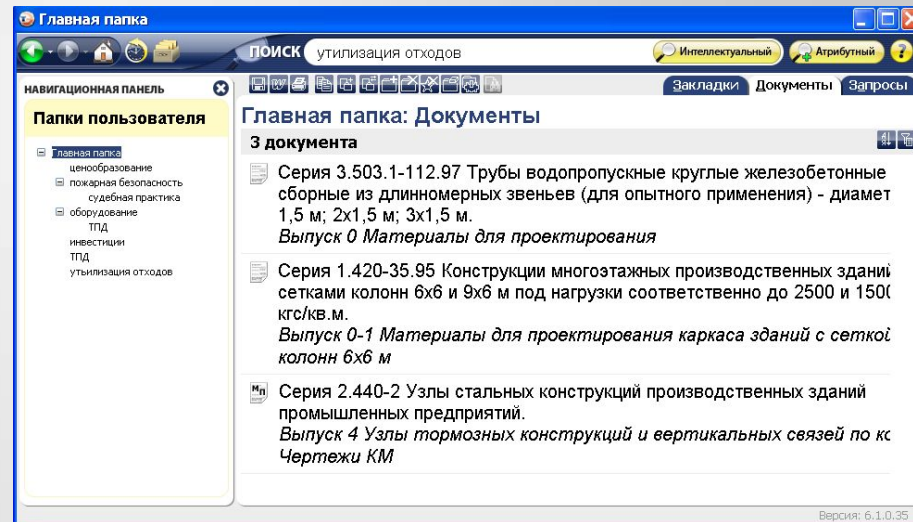 Главная папка
ПОИСК утилизация отходов Интеллектуальный Атрибутный ?
НАВИГАЦИОННАЯ ПАНЕЛЬ
Закладки Документы Запросы
Папки пользователя
Главная папка
ценообразование
пожарная безопасность
судебная практика
оборудование
ТПД
инвестиции
ТПД
утьилизация отходов
Главная папка: Документы
3 документа
Серия 3.503.1-112.97 Трубы водопропускные круглые железобетонные
сборные из длинномерных звеньев (для опытного применения) - диамет
1,5 м; 2х1,5 м; 3х1,5 м.
Выпуск 0 Материалы для проектирования
Серия 1.420-35.95 Конструкции многоэтажных производственных зданий
сетками колонн 6х6 и 9х6 м под нагрузки соответственно до 2500 и 1500
кгс/кв.м.
Выпуск 0-1 Материалы для проектирования каркаса зданий с сеткой
колонн 6х6 м
Мп Серия 2.440-2 Узлы стальных конструкций производственных зданий
промышленных предприятий.
Выпуск 4 Узлы тормозных конструкций и вертикальных связей по ко
Чертежи КМ
Версия: 6.1.0.35